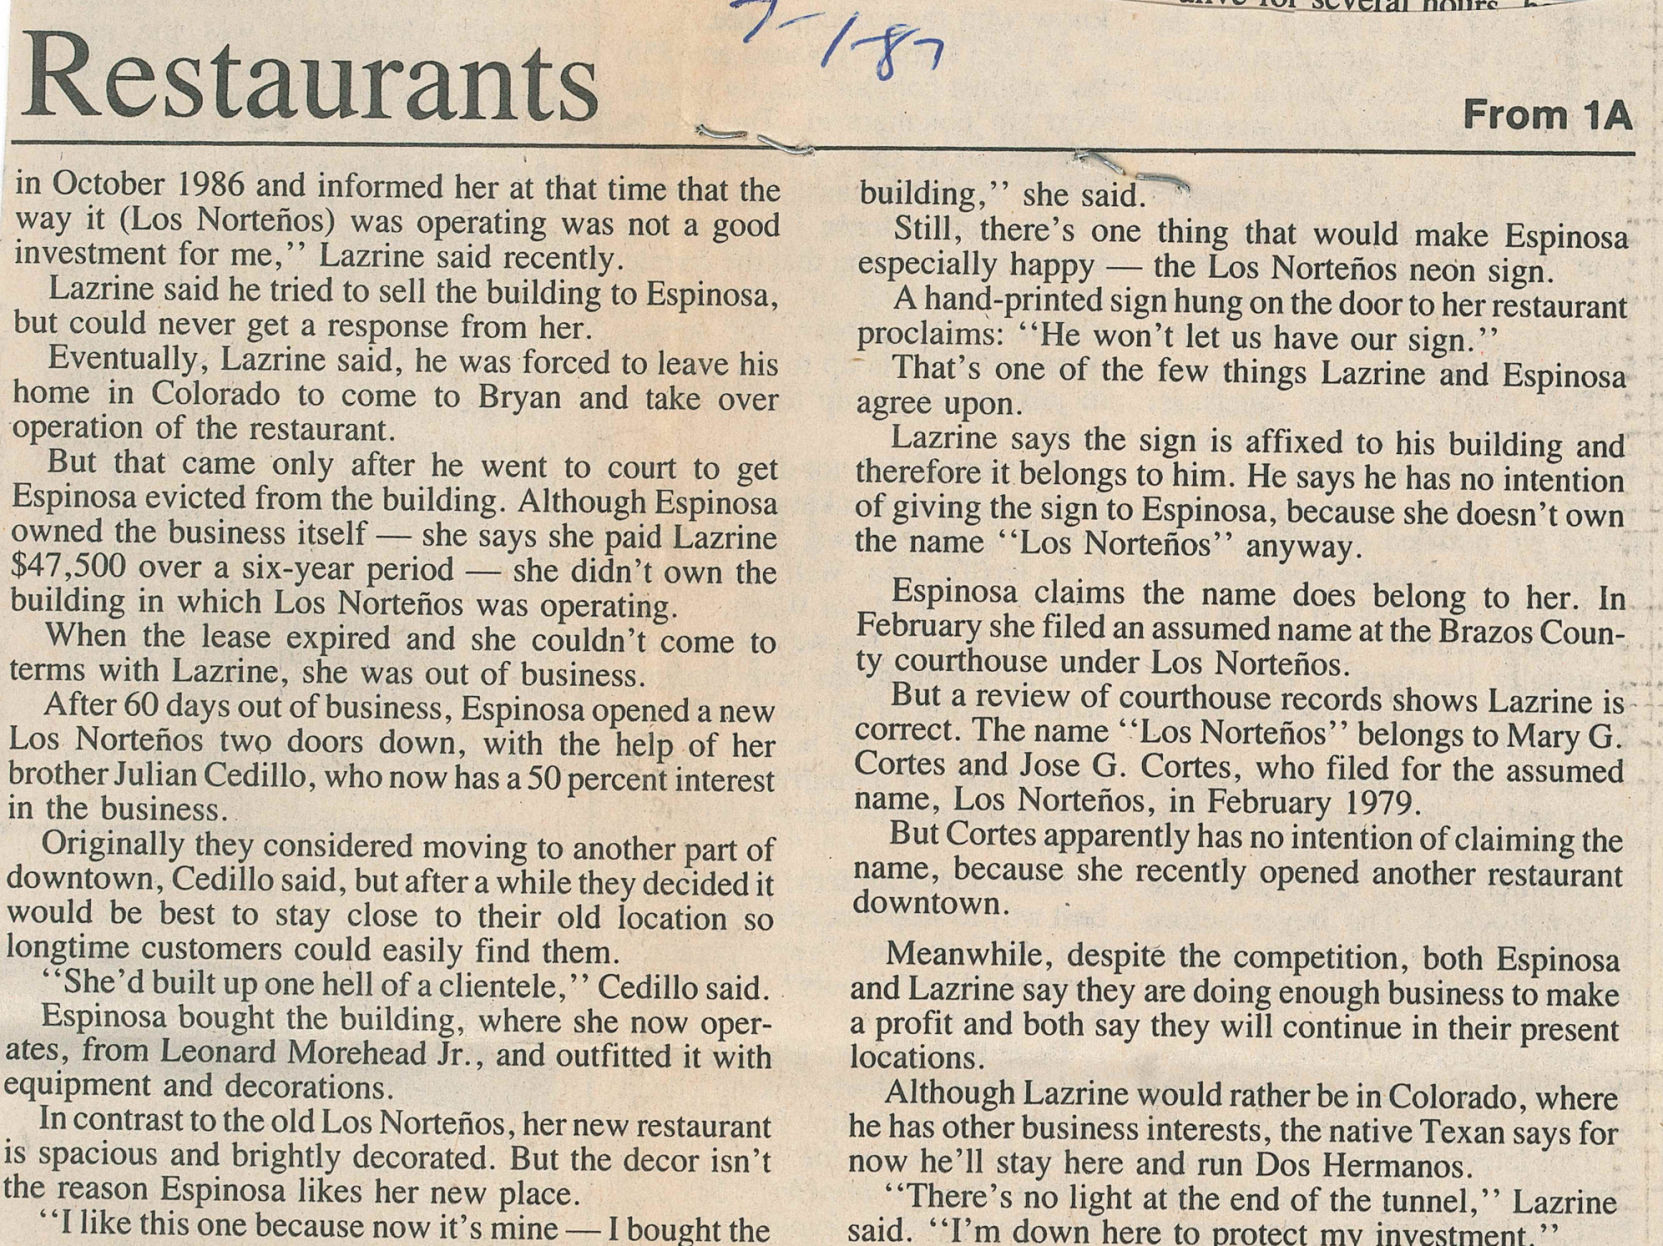 alive for several hours,
7-1-87
Restaurants
From 1A
in October 1986 and informed her at that time that the
way it (Los Norteños) was operating was not a good
investment for me,’’ Lazrine said recently.
Lazrine said he tried to sell the building to Espinosa,
but could never get a response from her.
Eventually, Lazrine said, he was forced to leave his
home in Colorado to come to Bryan and take over
operation of the restaurant.
But that came only after he went to court to get
Espinosa evicted from the building. Although Espinosa
owned the business itself — she says she paid Lazrine
$47,500 over a six-year period — she didn’t own the
building in which Los Norteños was operating.
When the lease expired and she couldn’t come to
terms with Lazrine, she was out of business.
After 60 days out of business, Espinosa opened a new
Los Norteños two doors down, with the help of her
brother Julian Cedillo, who now has a 50 percent interest
in the business.
Originally they considered moving to another part of
downtown, Cedillo said, but after a while they decided it
would be best to stay close to their old location so
longtime customers could easily find them.
‘‘She’d built up one hell of a clientele,’’ Cedillo said.
Espinosa bought the building, where she now oper-
ates, from Leonard Morehead Jr., and outfitted it with
equipment and decorations.
In contrast to the old Los Norteños, her new restaurant
is spacious and brightly decorated. But the decor isn’t
the reason Espinosa likes her new place.
‘‘I like this one because now it’s mine — I bought the
building,’’ she said.
Still, there’s one thing that would make Espinosa
especially happy — the Los Norteños neon sign.
A hand-printed sign hung on the door to her restaurant
proclaims: ‘‘He won’t let us have our sign.’’
That’s one of the few things Lazrine and Espinosa
agree upon.
Lazrine says the sign is affixed to his building and
therefore it belongs to him. He says he has no intention
of giving the sign to Espinosa, because she doesn’t own
the name ‘‘Los Norteños’’ anyway.
Espinosa claims the name does belong to her. In
February she filed an assumed name at the Brazos Coun-
ty courthouse under Los Norteños.
But a review of courthouse records shows Lazrine is
correct. The name ‘‘Los Norteños’’ belongs to Mary G.
Cortes and Jose G. Cortes, who filed for the assumed
name, Los Norteños, in February 1979.
But Cortes apparently has no intention of claiming the
name, because she recently opened another restaurant
downtown.
Meanwhile, despite the competition, both Espinosa
and Lazrine say they are doing enough business to make
a profit and both say they will continue in their present
locations.
Although Lazrine would rather be in Colorado, where
he has other business interests, the native Texan says for
now he’ll stay here and run Dos Hermanos.
‘‘There’s no light at the end of the tunnel,’’ Lazrine
said. ‘‘I’m down here to protect my investment.’’